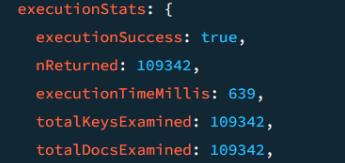 executionStats: {
executionSuccess: true,
nReturned: 109342,
executionTimeMillis: 639,
totalKeysExamined: 109342,
totalDocsExamined: 109342,